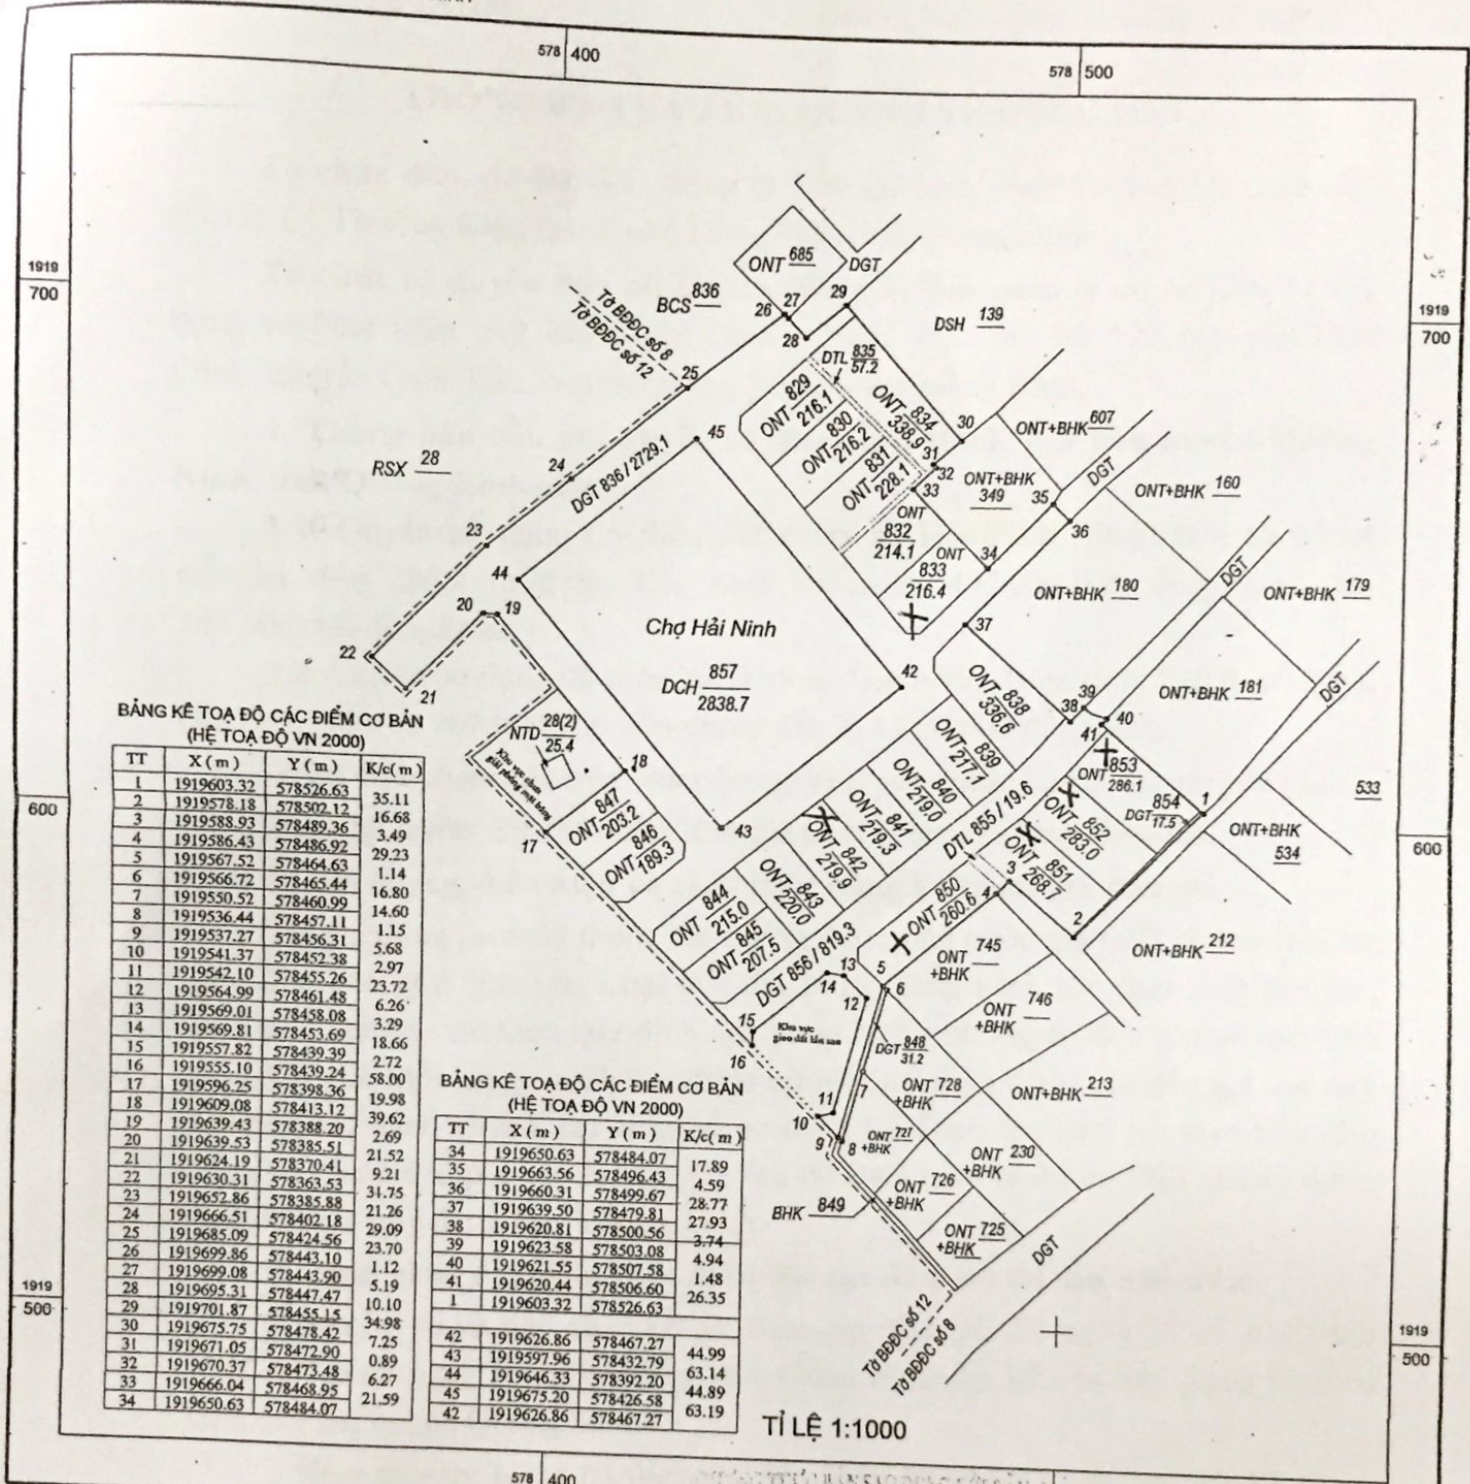 578 400
578 500
1919
700
1919
700
ONT 685
DGT
BCS 836
26
27
28
29
DSH 139
Tờ BĐĐC số 8
Tờ BĐĐC số 12
25
DTL 835
57.2
ONT 829
216.1
ONT 830
216.2
ONT 831
228.1
ONT 834
338.9
30
ONT+BHK 607
45
31
32
33
ONT+BHK
349
DGT
35
36
ONT+BHK 160
RSX 28
24
DGT 836 / 2729.1
23
ONT
832
214.1
ONT
833
216.4
34
44
20
19
22
21
Chợ Hải Ninh
DCH 857
2838.7
42
37
ONT+BHK 180
DGT
ONT+BHK 179
ONT 838
336.6
38
39
40
41
ONT+BHK 181
DGT
NTD 28(2)
25.4
Khu vực chưa
giải phóng mặt bằng
18
17
ONT 847
203.2
ONT 846
189.3
43
ONT 839
217.1
ONT 840
219.0
ONT 841
219.3
ONT 842
219.9
ONT 843
220.0
ONT 844
215.0
ONT 845
207.5
DTL 855 / 19.6
ONT 853
286.1
DGT 854
17.5
1
533
ONT 852
283.0
ONT 851
268.7
ONT+BHK
534
ONT 850
260.6
3
4
2
ONT+BHK 212
DGT 856 / 819.3
13
14
12
5
6
ONT 745
+BHK
ONT 746
+BHK
15
16
Khu vực
giao đất lần sau
DGT 848
31.2
7
ONT 728
+BHK
ONT+BHK 213
11
10
9
8
ONT 727
+BHK
ONT 230
+BHK
ONT 726
+BHK
BHK 849
ONT 725
+BHK
DGT
Tờ BĐĐC số 12
Tờ BĐĐC số 8
1919
600
1919
600
BẢNG KÊ TOẠ ĐỘ CÁC ĐIỂM CƠ BẢN
(HỆ TOẠ ĐỘ VN 2000)
TT X ( m ) Y ( m ) K/c( m )
1 1919603.32 578526.63
35.11
2 1919578.18 578502.12
16.68
3 1919588.93 578489.36
3.49
4 1919586.43 578486.92
29.23
5 1919567.52 578464.63
1.14
6 1919566.72 578465.44
16.80
7 1919550.52 578460.99
14.60
8 1919536.44 578457.11
1.15
9 1919537.27 578456.31
5.68
10 1919541.37 578452.38
2.97
11 1919542.10 578455.26
23.72
12 1919564.99 578461.48
6.26
13 1919569.01 578458.08
3.29
14 1919569.81 578453.69
18.66
15 1919557.82 578439.39
2.72
16 1919555.10 578439.24
58.00
17 1919596.25 578398.36
19.98
18 1919609.08 578413.12
39.62
19 1919639.43 578388.20
2.69
20 1919639.53 578385.51
21.52
21 1919624.19 578370.41
9.21
22 1919630.31 578363.53
31.75
23 1919652.86 578385.88
21.26
24 1919666.51 578402.18
29.09
25 1919685.09 578424.56
23.70
26 1919699.86 578443.10
1.12
27 1919699.08 578443.90
5.19
28 1919695.31 578447.47
10.10
29 1919701.87 578455.15
34.98
30 1919675.75 578478.42
7.25
31 1919671.05 578472.90
0.89
32 1919670.37 578473.48
6.27
33 1919666.04 578468.95
21.59
34 1919650.63 578484.07
BẢNG KÊ TOẠ ĐỘ CÁC ĐIỂM CƠ BẢN
(HỆ TOẠ ĐỘ VN 2000)
TT X ( m ) Y ( m ) K/c( m )
34 1919650.63 578484.07
17.89
35 1919663.56 578496.43
4.59
36 1919660.31 578499.67
28.77
37 1919639.50 578479.81
27.93
38 1919620.81 578500.56
3.74
39 1919623.58 578503.08
4.94
40 1919621.55 578507.58
1.48
41 1919620.44 578506.60
26.35
1 1919603.32 578526.63
42 1919626.86 578467.27
44.99
43 1919597.96 578432.79
63.14
44 1919646.33 578392.20
44.89
45 1919675.20 578426.58
63.19
42 1919626.86 578467.27
1919
500
1919
500
TỈ LỆ 1:1000
578 400